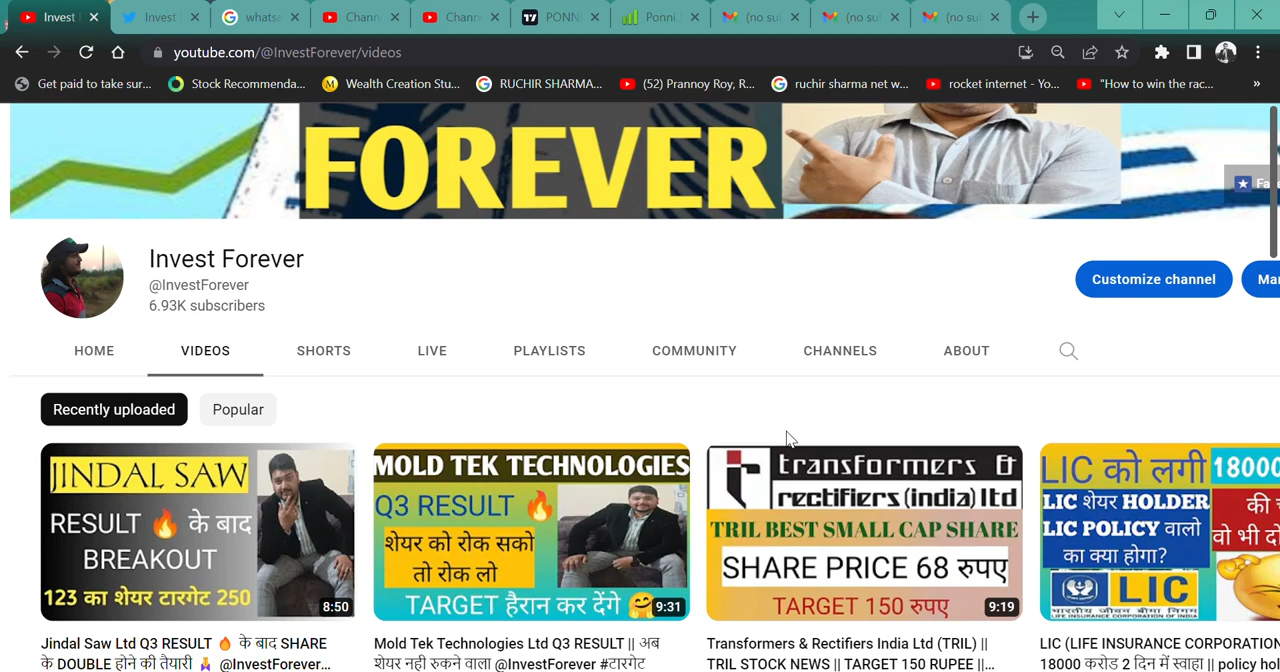 Invest
Invest
whats
Chann
Chann
PONN
Ponni
(no su
(no su
(no su
youtube.com/@InvestForever/videos
Get paid to take sur...
Stock Recommenda...
Wealth Creation Stu...
RUCHIR SHARMA...
(52) Prannoy Roy, R...
ruchir sharma net w...
rocket internet - Yo...
"How to win the rac...
»
FOREVER
Invest Forever
@InvestForever
6.93K subscribers
Customize channel
HOME
VIDEOS
SHORTS
LIVE
PLAYLISTS
COMMUNITY
CHANNELS
ABOUT
Recently uploaded
Popular
JINDAL SAW
RESULT 🔥 के बाद
BREAKOUT
123 का शेयर टारगेट 250
8:50
Jindal Saw Ltd Q3 RESULT 🔥 के बाद SHARE
के DOUBLE होने की तैयारी 🙏 @InvestForever...
MOLD TEK TECHNOLOGIES
Q3 RESULT 🔥
शेयर को रोक सको
तो रोक लो
TARGET हैरान कर देंगे 🤗
9:31
Mold Tek Technologies Ltd Q3 RESULT || अब
शेयर नही रुकने वाला @InvestForever #टारगेट
transformers &
rectifiers (india) ltd
TRIL BEST SMALL CAP SHARE
SHARE PRICE 68 रुपए
TARGET 150 रुपए
9:19
Transformers & Rectifiers India Ltd (TRIL) ||
TRIL STOCK NEWS || TARGET 150 RUPEE ||...
LIC को लगी 18000
LIC शेयर HOLDER
LIC POLICY वालो
का क्या होगा?
की
वो भी दो
LIC
भारतीय जीवन बीमा निगम
LIC (LIFE INSURANCE CORPORATION
18000 करोड 2 दिन में स्वाहा || policy ho